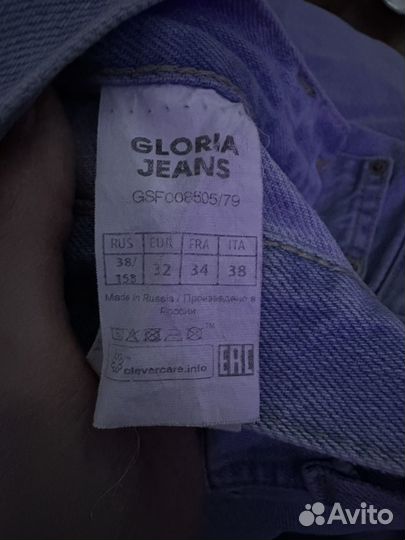 GLORIA
JEANS
GSF008505/79
RUS EUR FRA ITA
38/ 32 34 38
158
Made in Russia / Произведено в
России
clevercare.info
EAC
Avito